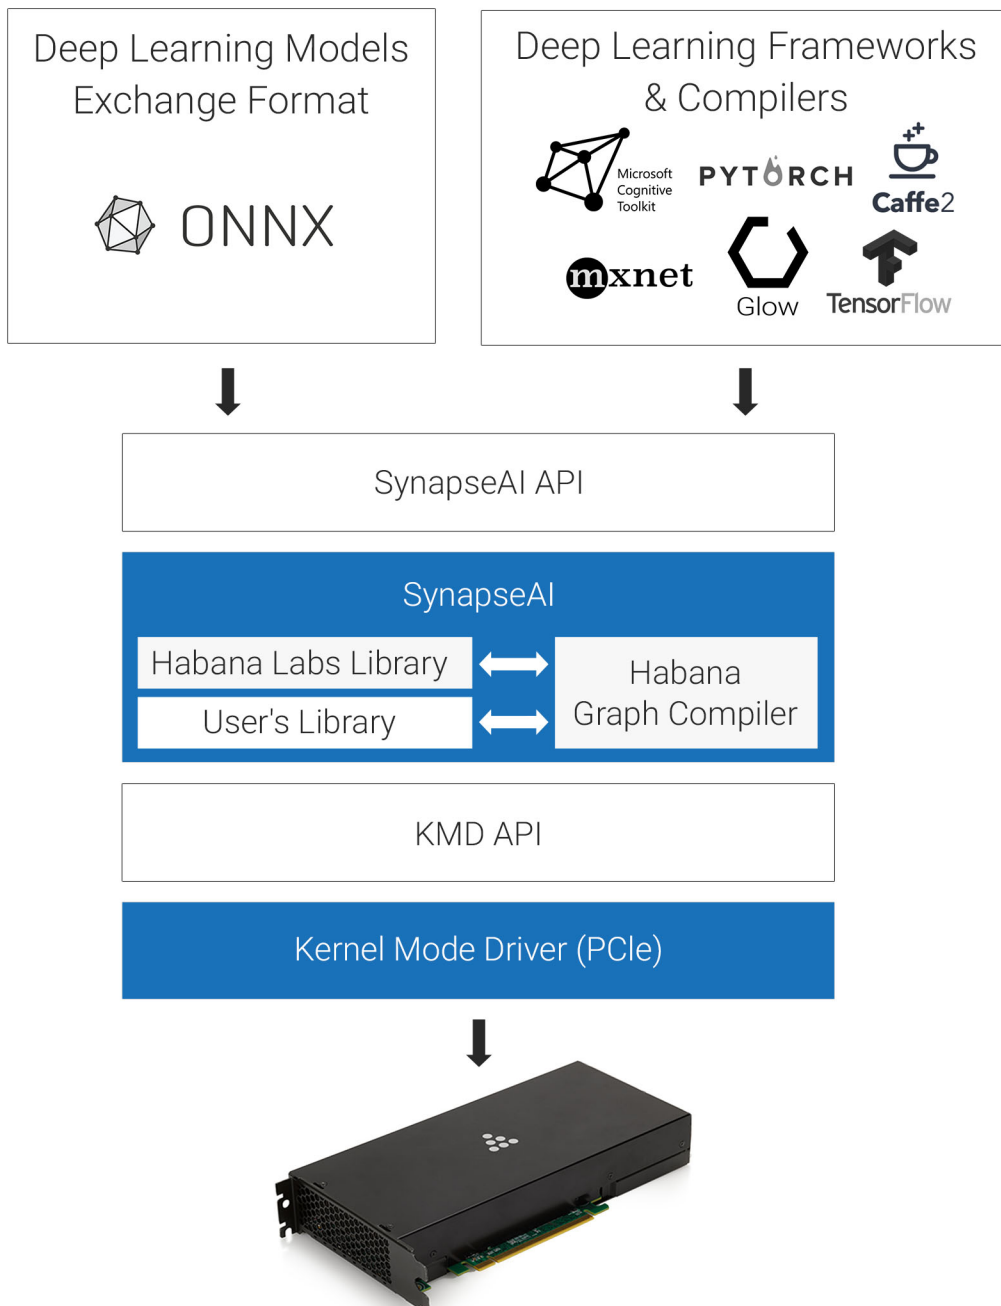 Deep Learning Models
Exchange Format
ONNX
Deep Learning Frameworks
& Compilers
Microsoft
Cognitive
Toolkit
PYTORCH
Caffe2
mxnet
Glow
TensorFlow
SynapseAI API
SynapseAI
Habana Labs Library
User's Library
Habana
Graph Compiler
KMD API
Kernel Mode Driver (PCIe)